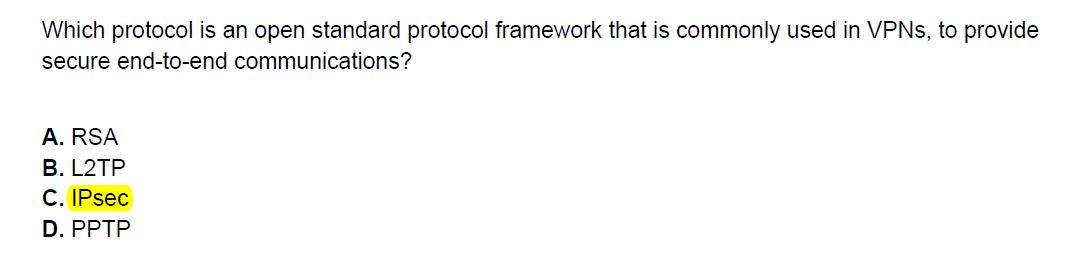 Which protocol is an open standard protocol framework that is commonly used in VPNs, to provide
secure end-to-end communications?
A. RSA
B. L2TP
C. IPsec
D. PPTP